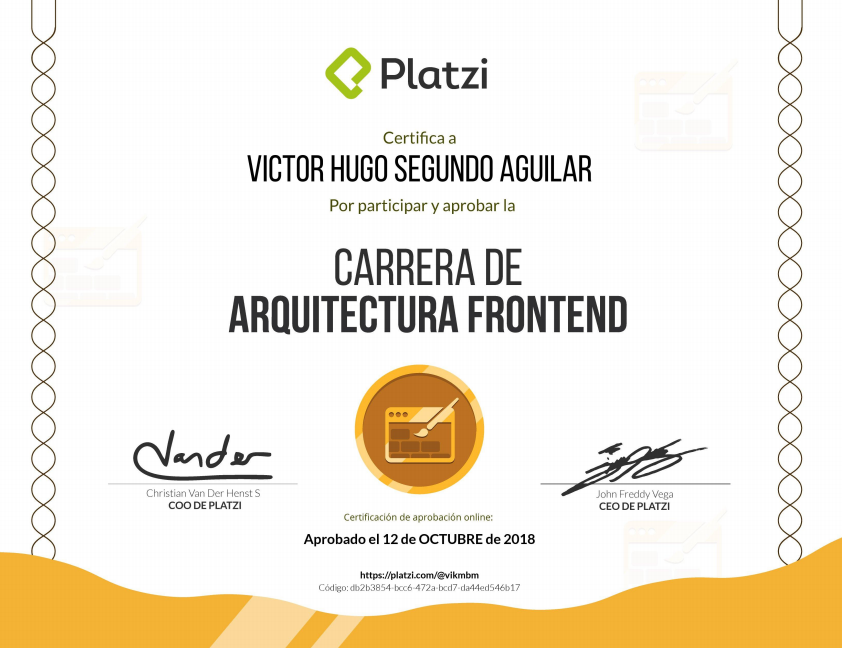 Platzi
Certifica a
VICTOR HUGO SEGUNDO AGUILAR
Por participar y aprobar la
CARRERA DE
ARQUITECTURA FRONTEND
Vander
Christian Van Der Henst S
COO DE PLATZI
John Freddy Vega
CEO DE PLATZI
Certificación de aprobación online:
Aprobado el 12 de OCTUBRE de 2018
https://platzi.com/@vikmbm
Código: db2b3854-bcc6-472a-bcd7-da44ed546b17